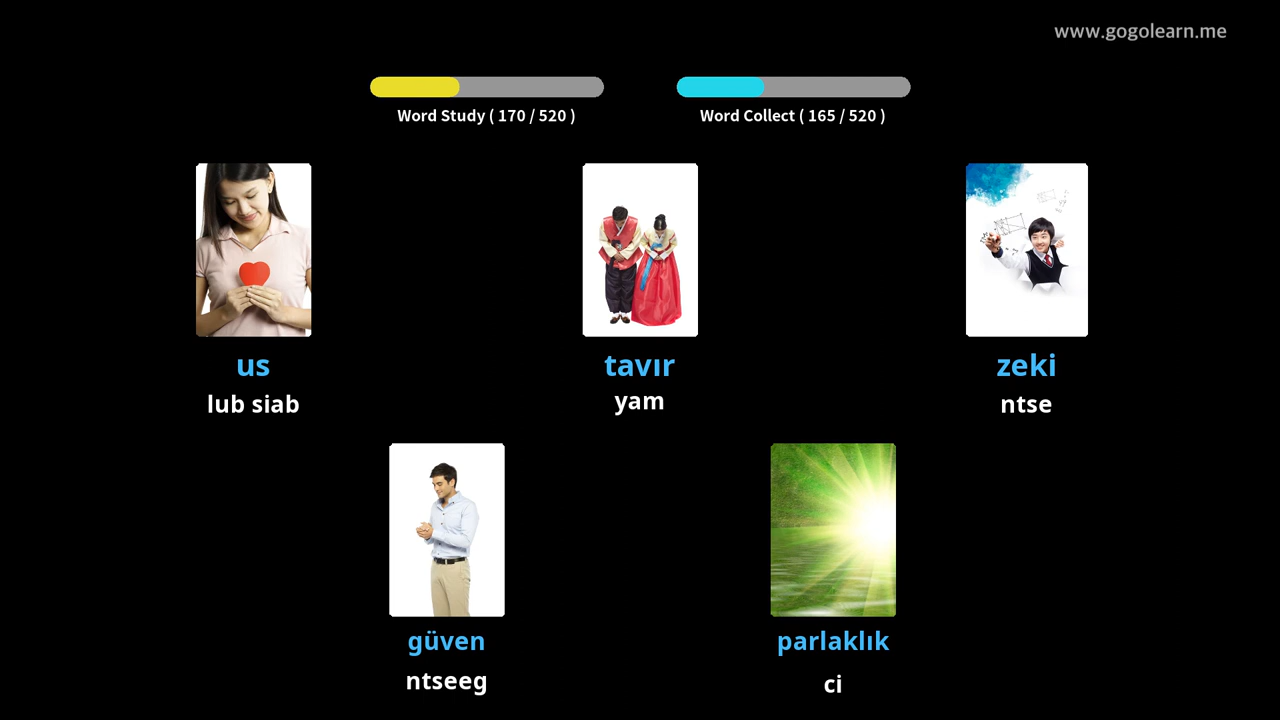 www.gogolearn.me
Word Study ( 170 / 520 )
Word Collect ( 165 / 520 )
us
lub siab
tavır
yam
zeki
ntse
güven
ntseeg
parlaklık
ci